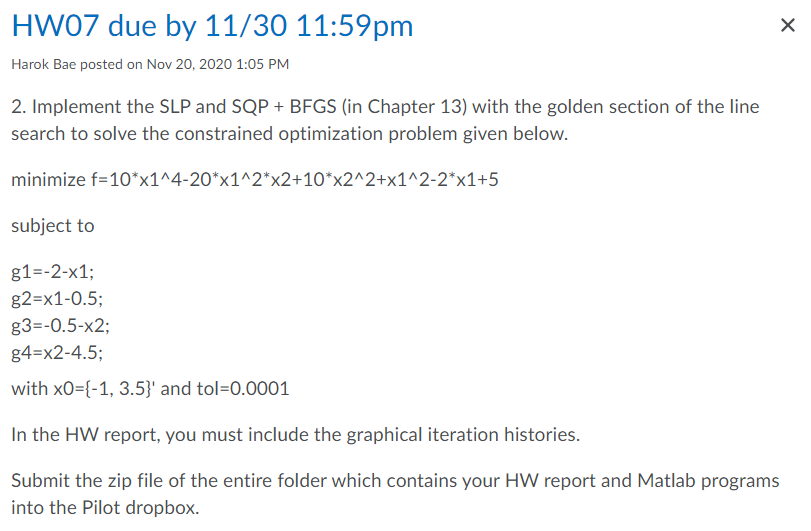 HW07 due by 11/30 11:59pm
×
Harok Bae posted on Nov 20, 2020 1:05 PM
2. Implement the SLP and SQP + BFGS (in Chapter 13) with the golden section of the line
search to solve the constrained optimization problem given below.
minimize f=10*x1^4-20*x1^2*x2+10*x2^2+x1^2-2*x1+5
subject to
g1=-2-x1;
g2=x1-0.5;
g3=-0.5-x2;
g4=x2-4.5;
with x0={-1, 3.5}' and tol=0.0001
In the HW report, you must include the graphical iteration histories.
Submit the zip file of the entire folder which contains your HW report and Matlab programs
into the Pilot dropbox.